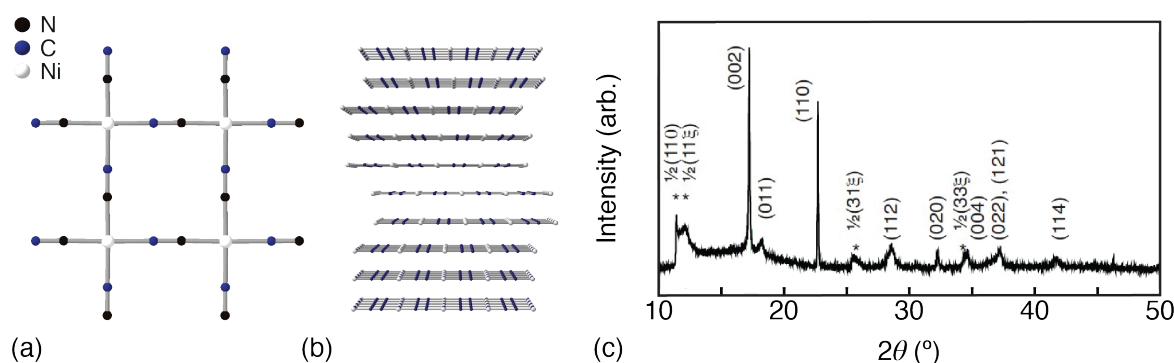 N
C
Ni
(a)
(b)
(c)
Intensity (arb.)
½(110)
*
½(11ξ)
*
(002)
(011)
(110)
½(31ξ)
*
(112)
(020)
½(33ξ)
*
(004)
(022), (121)
(114)
10 20 30 40 50
2θ (º)